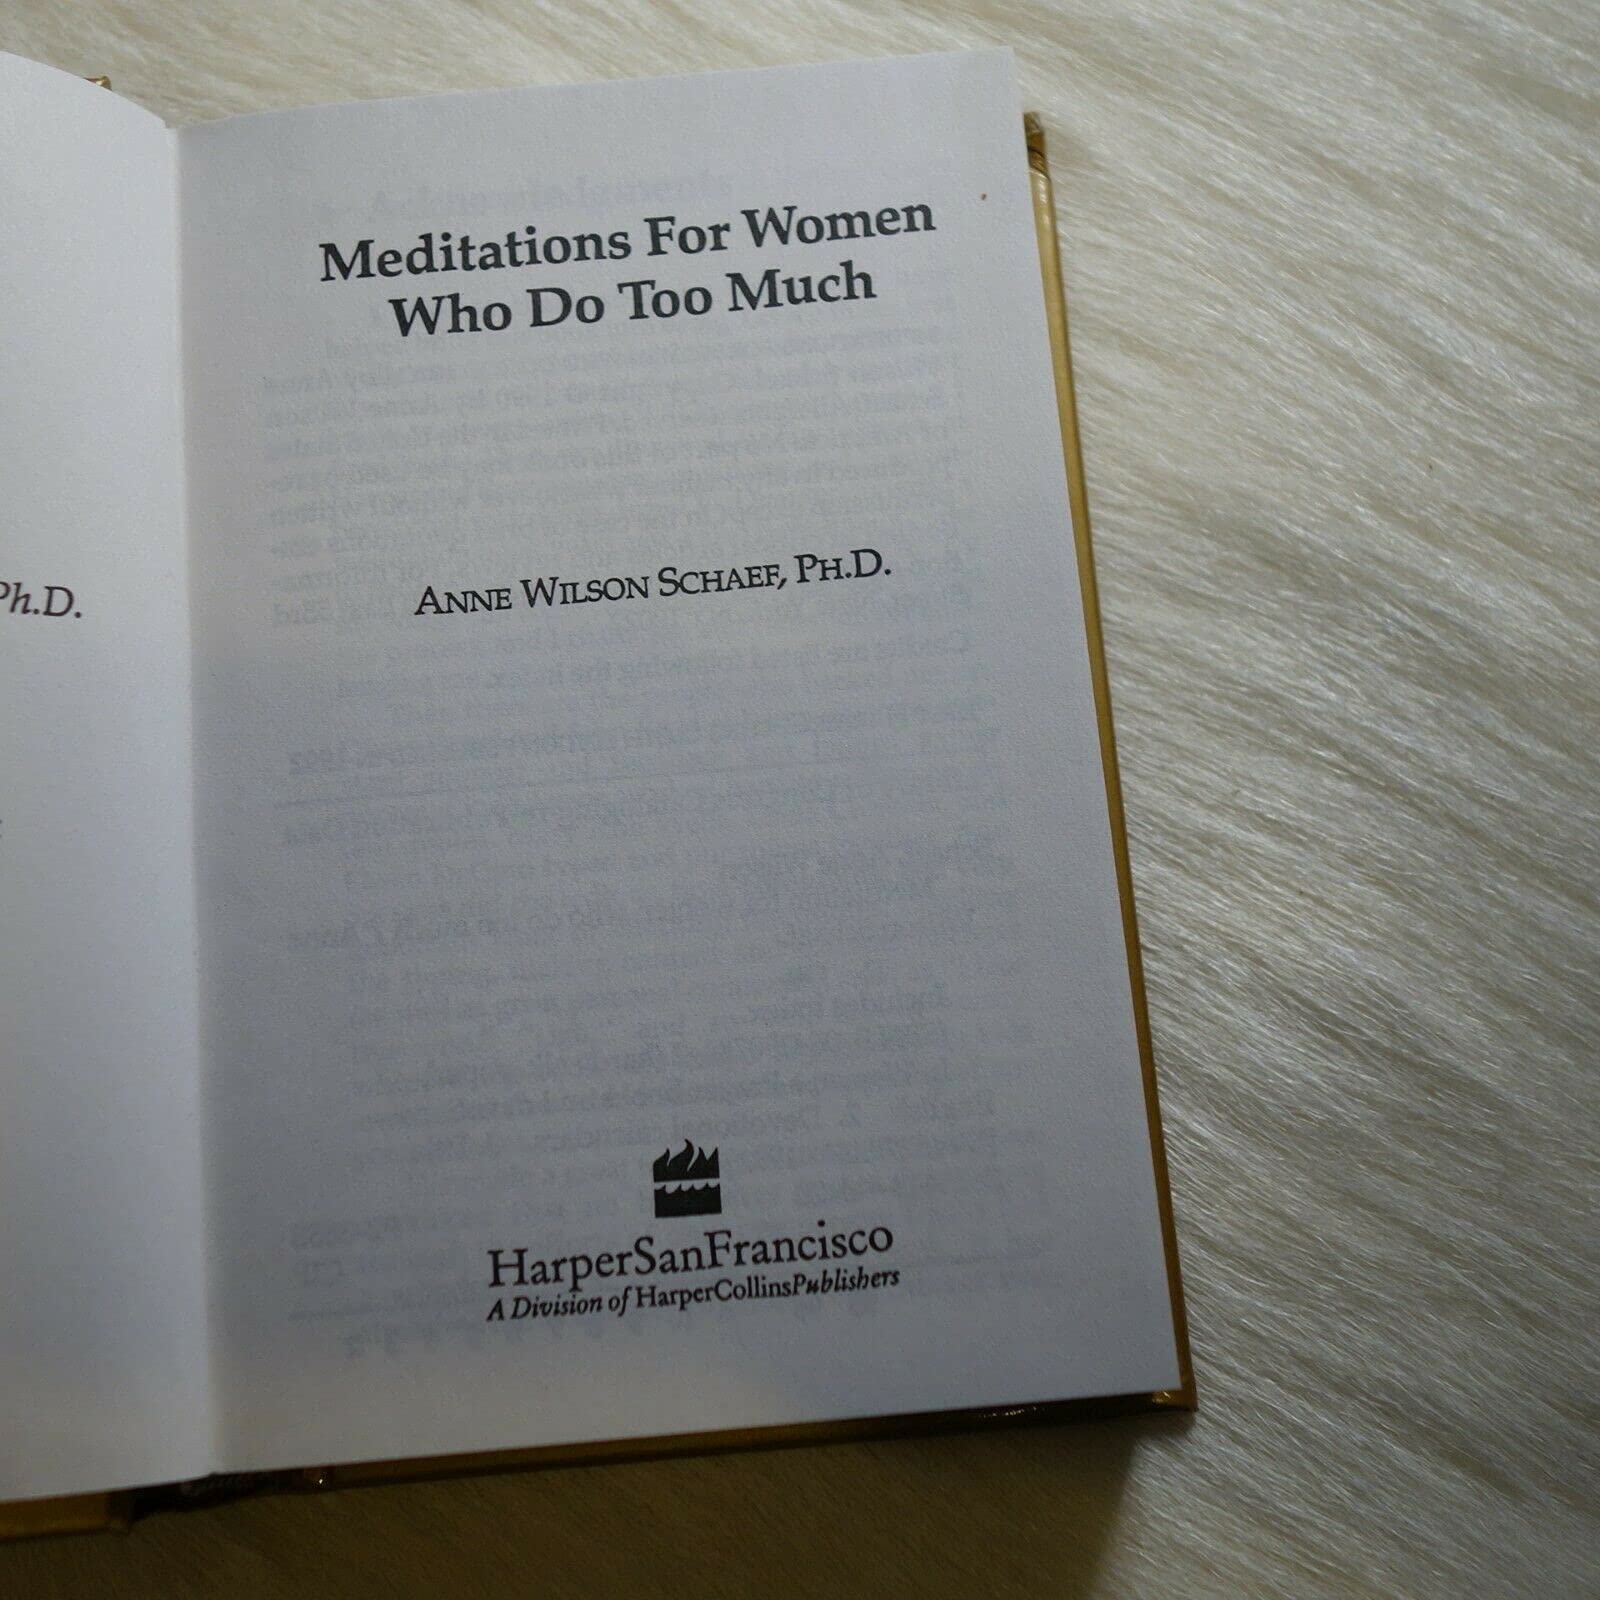 Ph.D.
Meditations For Women
Who Do Too Much
ANNE WILSON SCHAEF, PH.D.
HarperSanFrancisco
A Division of HarperCollinsPublishers